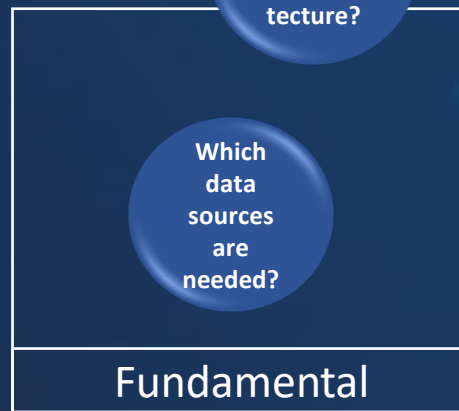 tecture?
Which
data
sources
are
needed?
Fundamental